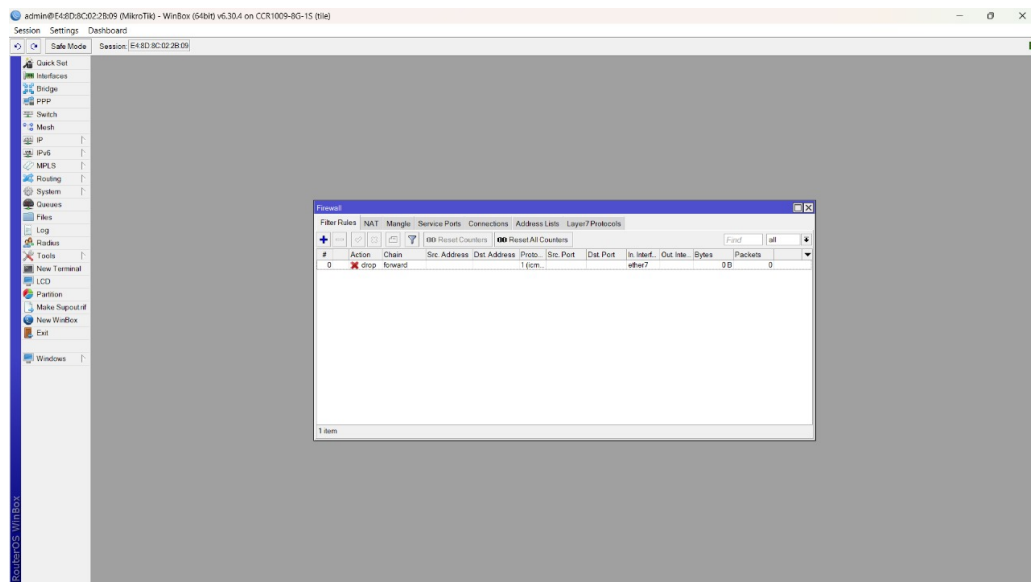 admin@E4:8D:8C:02:2B:09 (MikroTik) - WinBox (64bit) v6.30.4 on CCR1009-8G-1S (tile)
Session Settings Dashboard
Safe Mode Session: E4:8D:8C:02:2B:09
Quick Set
Interfaces
Bridge
PPP
Switch
Mesh
IP
IPv6
MPLS
Routing
System
Queues
Files
Log
Radius
Tools
New Terminal
LCD
Partition
Make Supout.rif
New WinBox
Exit
Windows
RouterOS WinBox
Firewall
Filter Rules NAT Mangle Service Ports Connections Address Lists Layer7 Protocols
00 Reset Counters 00 Reset All Counters Find all
# Action Chain Src. Address Dst. Address Proto... Src. Port Dst. Port In. Interf... Out. Inte... Bytes Packets
0 drop forward 1 (icm... ether7 0 B 0
1 item